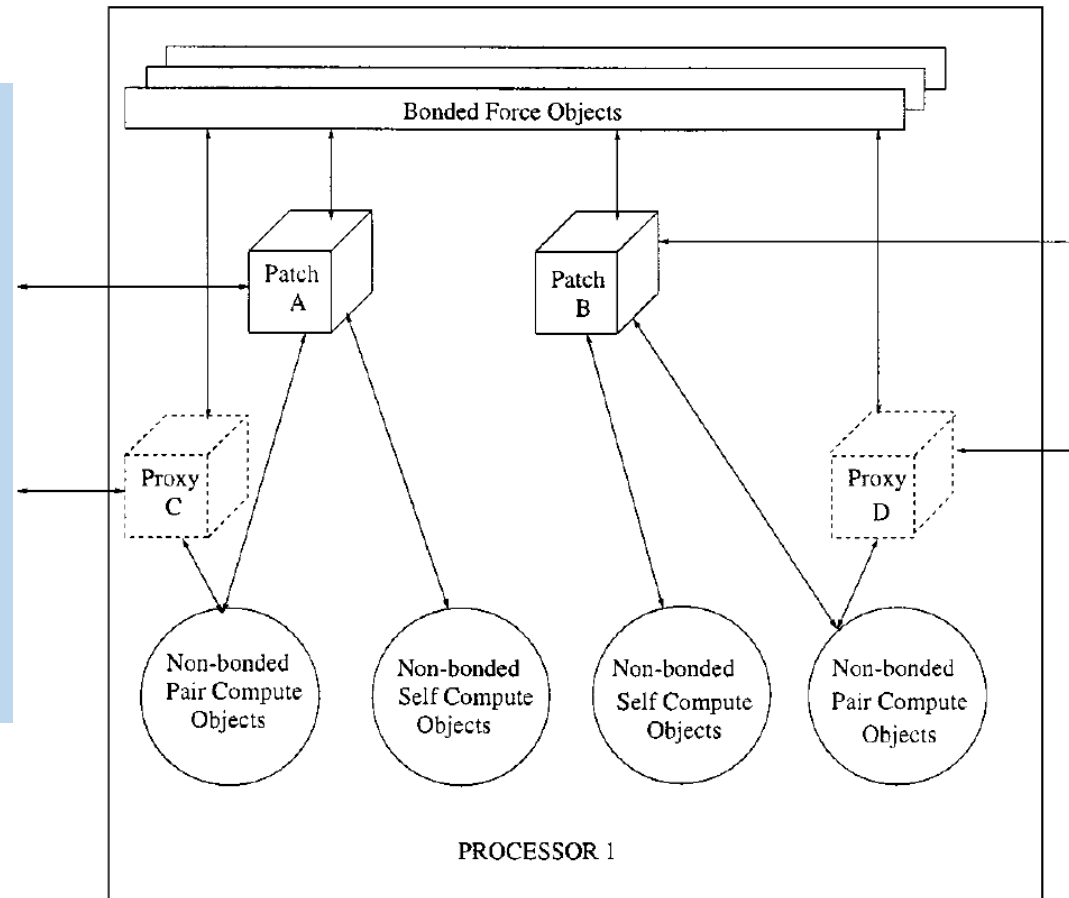 Bonded Force Objects
Patch
A
Patch
B
Proxy
C
Proxy
D
Non-bonded
Pair Compute
Objects
Non-bonded
Self Compute
Objects
Non-bonded
Self Compute
Objects
Non-bonded
Pair Compute
Objects
PROCESSOR 1